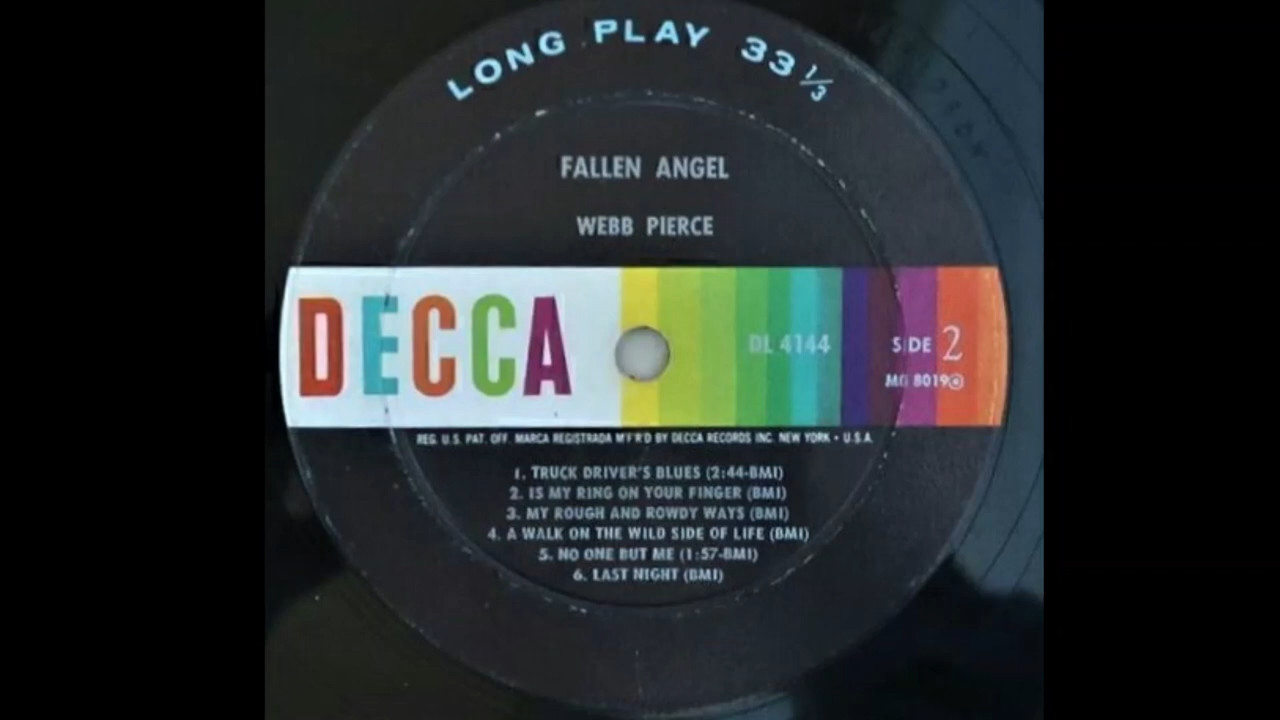 LONG PLAY 33 1/3
FALLEN ANGEL
WEBB PIERCE
DECCA
DL 4144
SIDE 2
MG 8019
REG. U.S. PAT. OFF. MARCA REGISTRADA M'F'R'D BY DECCA RECORDS INC. NEW YORK • U.S.A.
1. TRUCK DRIVER'S BLUES (2:44-BMI)
2. IS MY RING ON YOUR FINGER (BMI)
3. MY ROUGH AND ROWDY WAYS (BMI)
4. A WALK ON THE WILD SIDE OF LIFE (BMI)
5. NO ONE BUT ME (1:57-BMI)
6. LAST NIGHT (BMI)